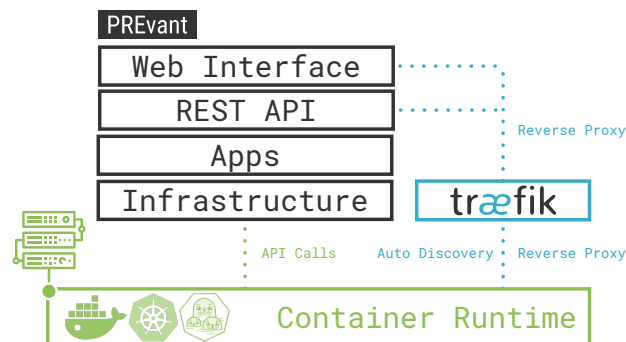 PREvant
Web Interface
REST API
Reverse Proxy
Apps
Infrastructure
træfik
API Calls
Auto Discovery
Reverse Proxy
Container Runtime